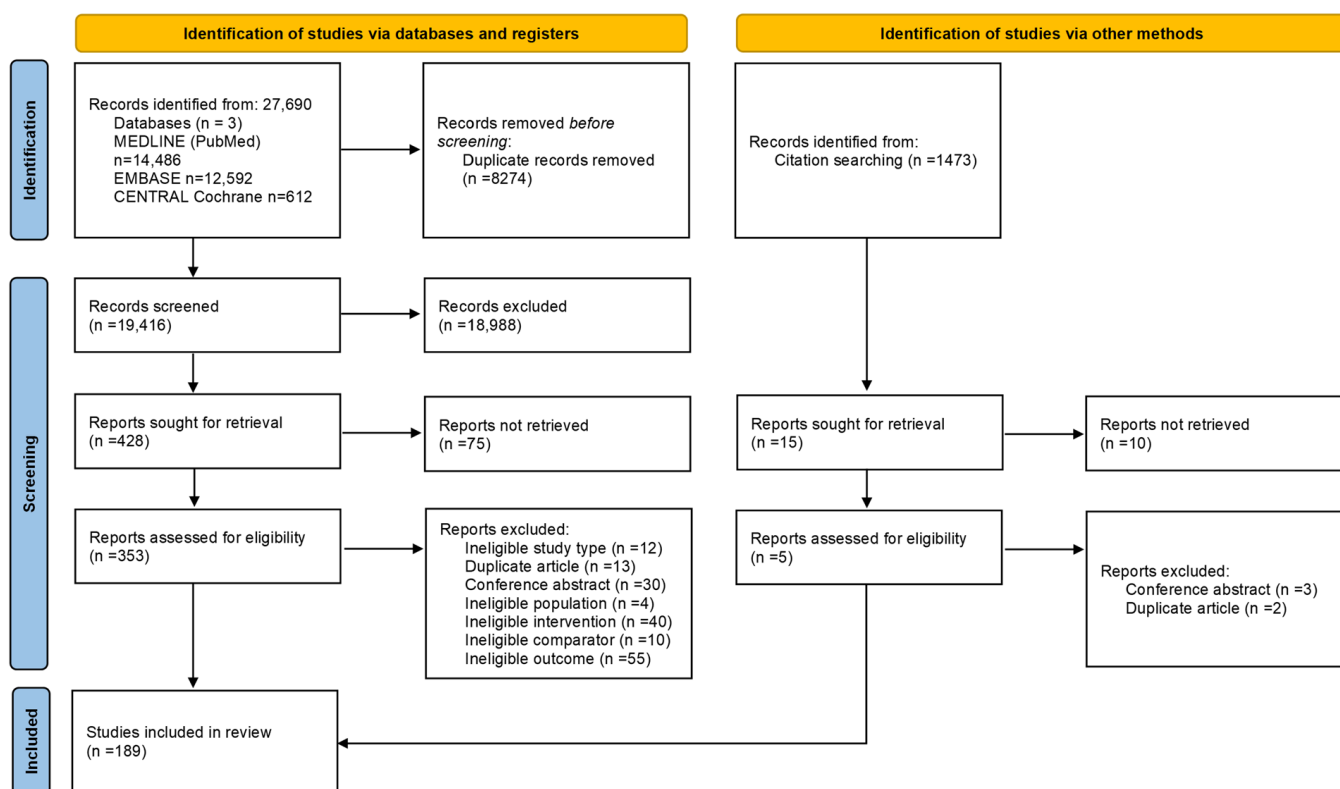 Identification of studies via databases and registers
Identification of studies via other methods
Identification
Records identified from: 27,690
Databases (n = 3)
MEDLINE (PubMed)
n=14,486
EMBASE n=12,592
CENTRAL Cochrane n=612
Records removed before
screening:
Duplicate records removed
(n =8274)
Records identified from:
Citation searching (n =1473)
Screening
Records screened
(n =19,416)
Records excluded
(n =18,988)
Reports sought for retrieval
(n =428)
Reports not retrieved
(n =75)
Reports sought for retrieval
(n =15)
Reports not retrieved
(n =10)
Reports assessed for eligibility
(n =353)
Reports excluded:
Ineligible study type (n =12)
Duplicate article (n =13)
Conference abstract (n =30)
Ineligible population (n =4)
Ineligible intervention (n =40)
Ineligible comparator (n =10)
Ineligible outcome (n =55)
Reports assessed for eligibility
(n =5)
Reports excluded:
Conference abstract (n =3)
Duplicate article (n =2)
Included
Studies included in review
(n =189)